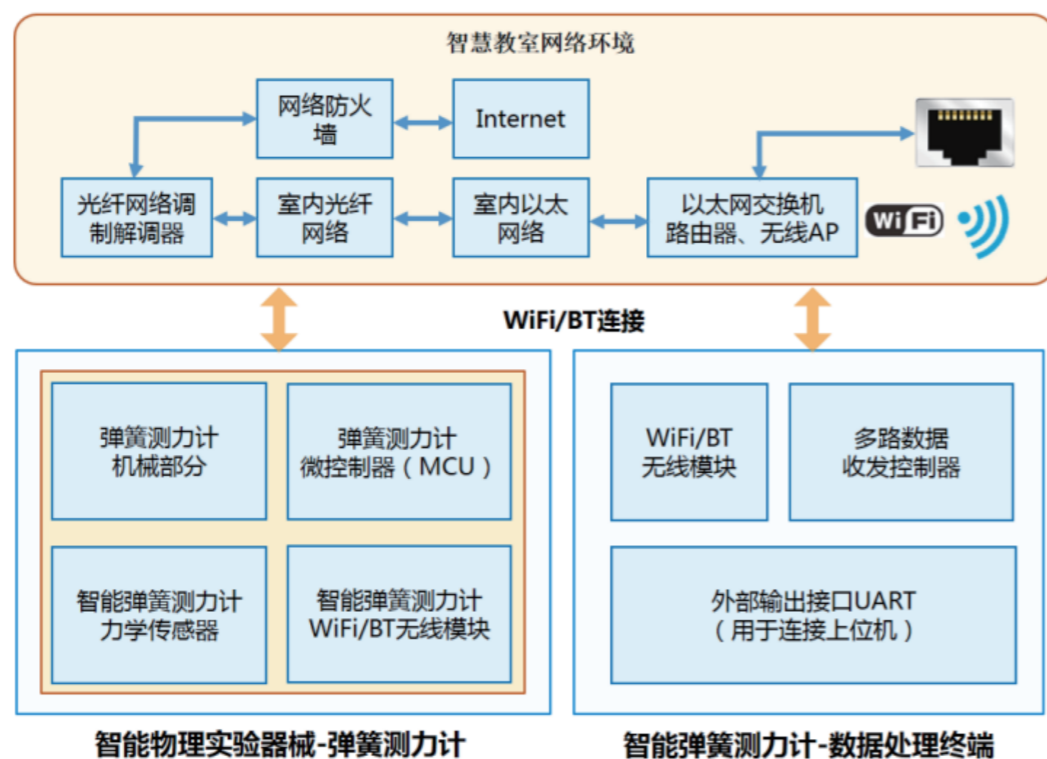 智慧教室网络环境
网络防火
墙
Internet
光纤网络调
制解调器
室内光纤
网络
室内以太
网络
以太网交换机
路由器、无线AP
WiFi
WiFi/BT连接
弹簧测力计
机械部分
弹簧测力计
微控制器（MCU）
智能弹簧测力计
力学传感器
智能弹簧测力计
WiFi/BT无线模块
WiFi/BT
无线模块
多路数据
收发控制器
外部输出接口UART
（用于连接上位机）
智能物理实验器械-弹簧测力计
智能弹簧测力计-数据处理终端